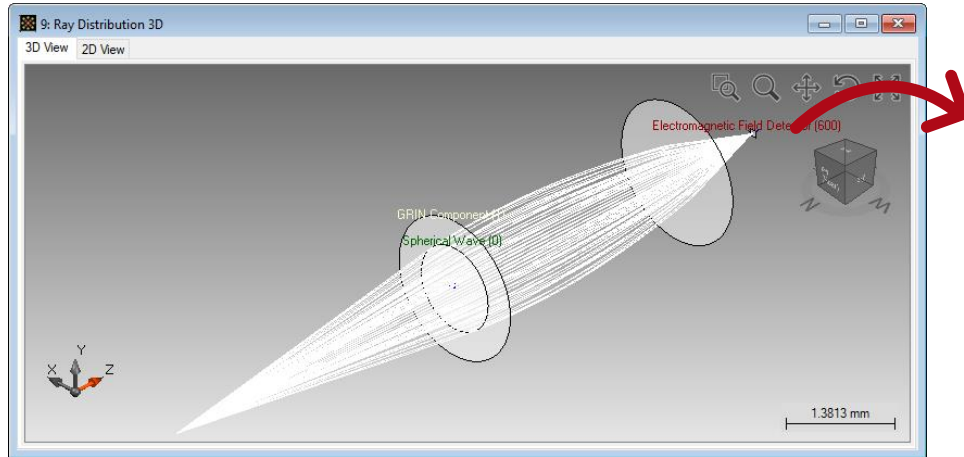 9: Ray Distribution 3D
3D View 2D View
Electromagnetic Field Detector (600)
GRIN Component
Spherical Wave (0)
Y
X Z
1.3813 mm